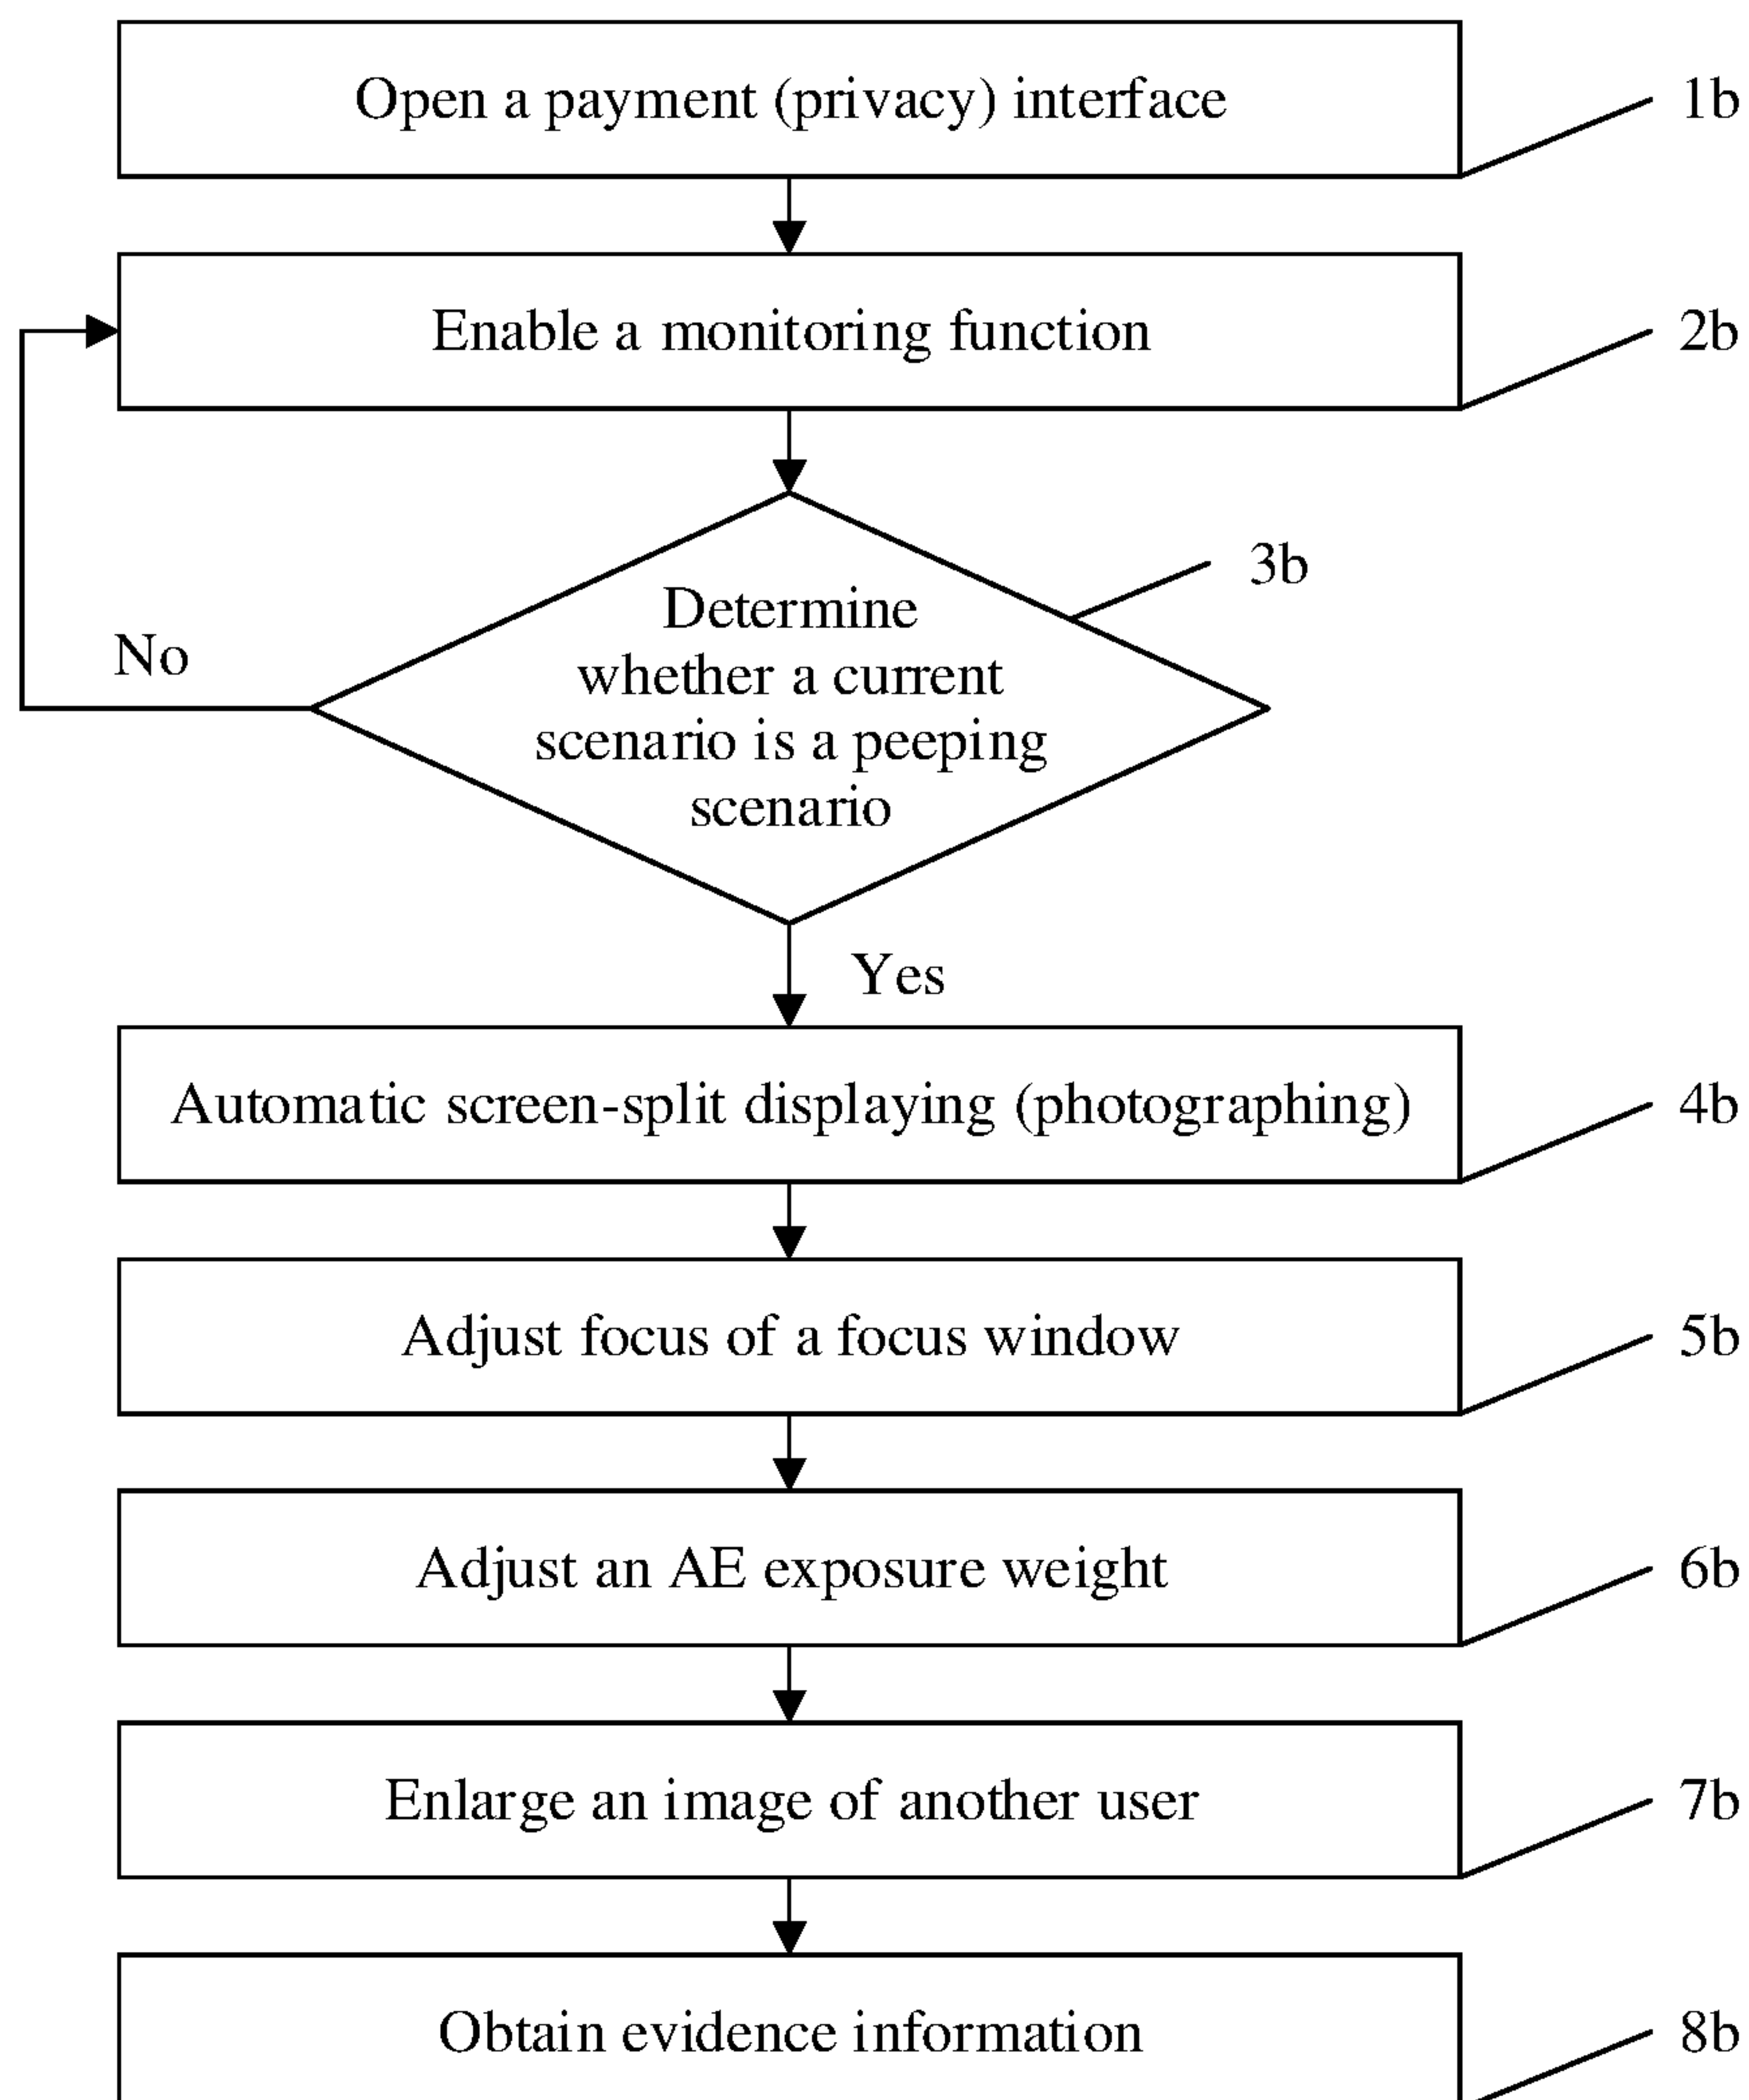 Open a payment (privacy) interface
1b
Enable a monitoring function
2b
3b
Determine
whether a current
scenario is a peeping
scenario
No
Yes
Automatic screen-split displaying (photographing)
4b
Adjust focus of a focus window
5b
Adjust an AE exposure weight
6b
Enlarge an image of another user
7b
Obtain evidence information
8b